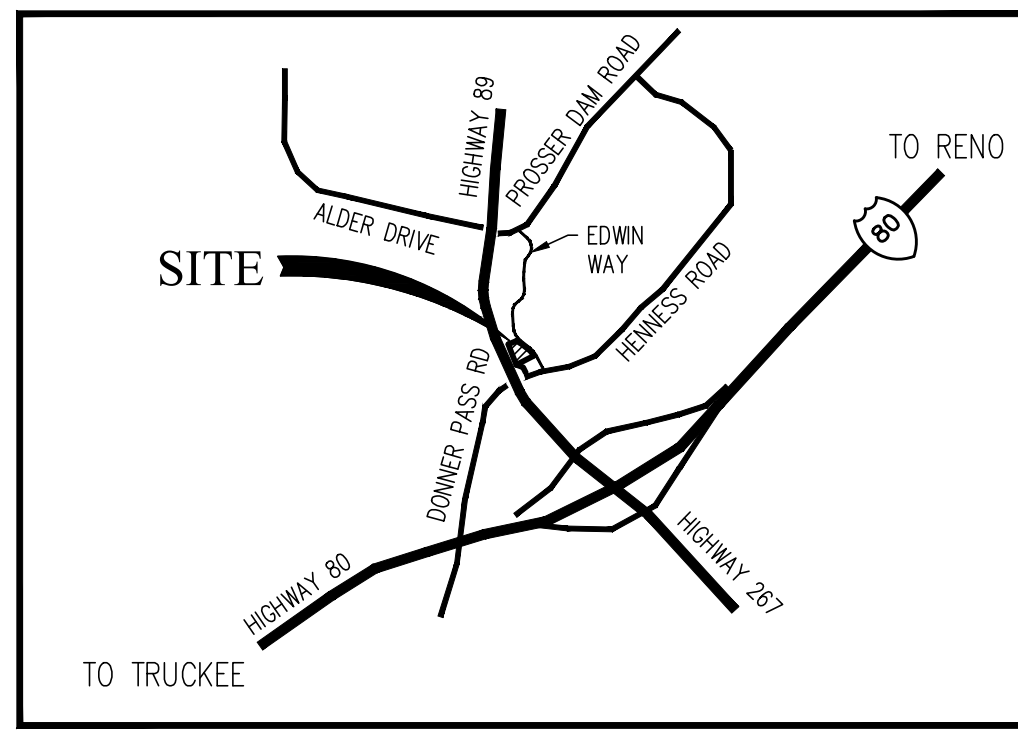 HIGHWAY 89
PROSSER DAM ROAD
TO RENO
80
ALDER DRIVE
EDWIN
WAY
SITE
HENNESS ROAD
DONNER PASS RD
HIGHWAY 80
HIGHWAY 267
TO TRUCKEE